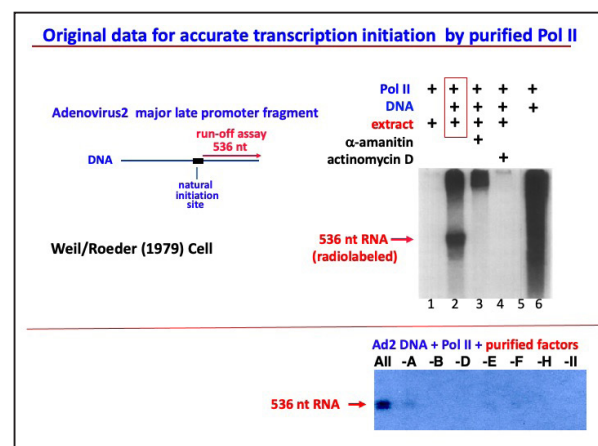 Original data for accurate transcription initiation by purified Pol II
Adenovirus2 major late promoter fragment
run-off assay
536 nt
DNA
natural
initiation
site
Weil/Roeder (1979) Cell
Pol II + + + + +
DNA + + + +
extract + + + +
α-amanitin +
actinomycin D +
536 nt RNA
(radiolabeled)
1 2 3 4 5 6
Ad2 DNA + Pol II + purified factors
All -A -B -D -E -F -H -II
536 nt RNA